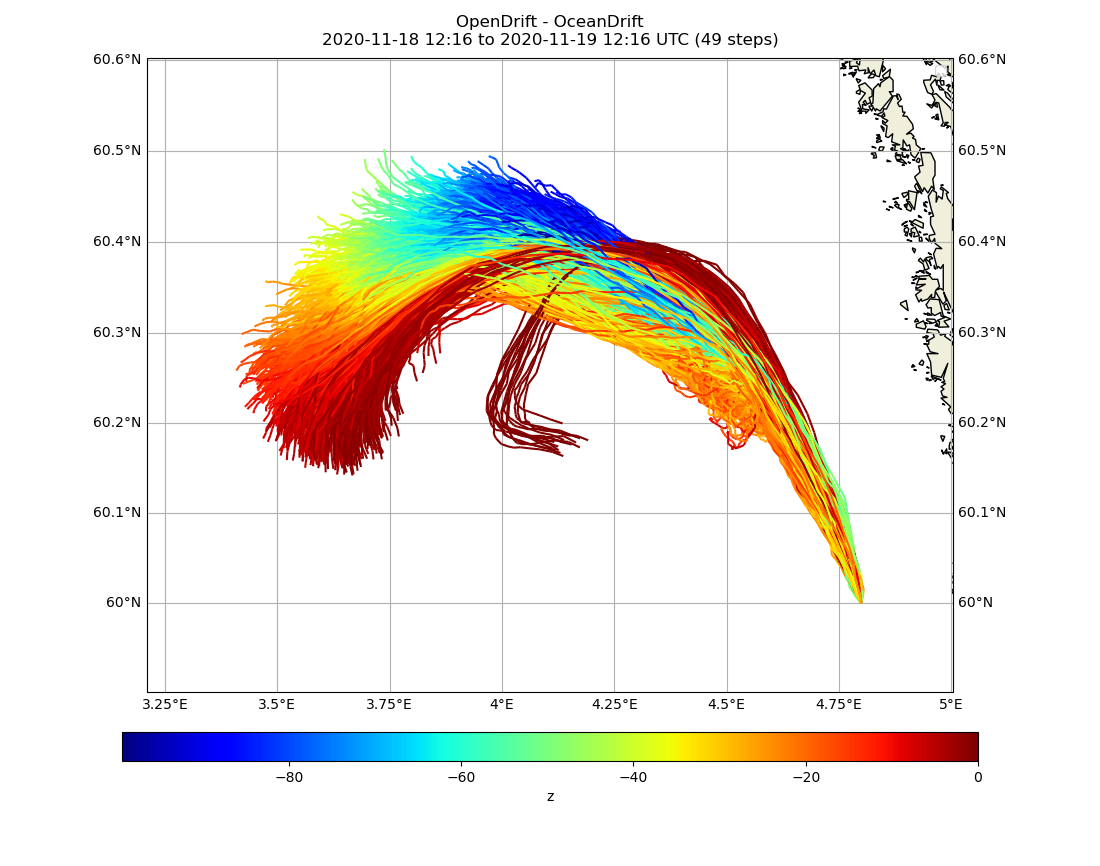 OpenDrift - OceanDrift
2020-11-18 12:16 to 2020-11-19 12:16 UTC (49 steps)
60.6°N 60.6°N
60.5°N 60.5°N
60.4°N 60.4°N
60.3°N 60.3°N
60.2°N 60.2°N
60.1°N 60.1°N
60°N 60°N
3.25°E 3.5°E 3.75°E 4°E 4.25°E 4.5°E 4.75°E 5°E
−80 −60 −40 −20 0
z